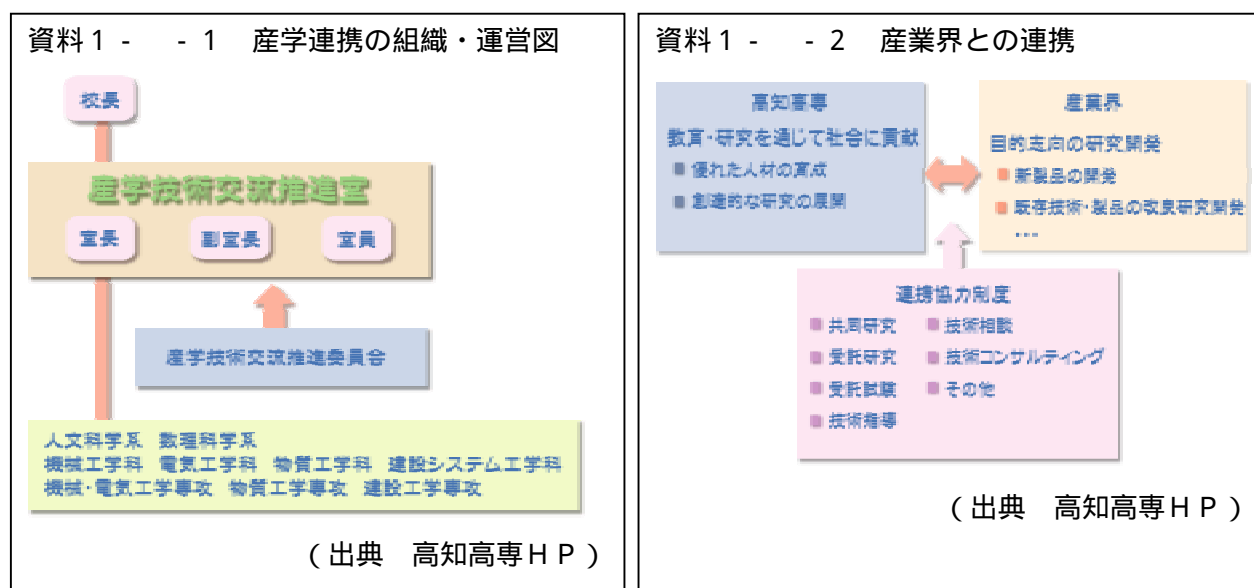 資料1-　-1　産学連携の組織・運営図
校長
産学技術交流推進室
室長　副室長　室員
産学技術交流推進委員会
人文科学系　数理科学系
機械工学科　電気工学科　物質工学科　建設システム工学科
機械・電気工学専攻　物質工学専攻　建設工学専攻
(出典　高知高専HP)
資料1-　-2　産業界との連携
高知高専
教育・研究を通じて社会に貢献
優れた人材の育成
創造的な研究の展開
産業界
目的志向の研究開発
新製品の開発
既存技術・製品の改良研究開発
…
連携協力制度
共同研究　技術相談
受託研究　技術コンサルティング
受託試験　その他
技術指導
(出典　高知高専HP)